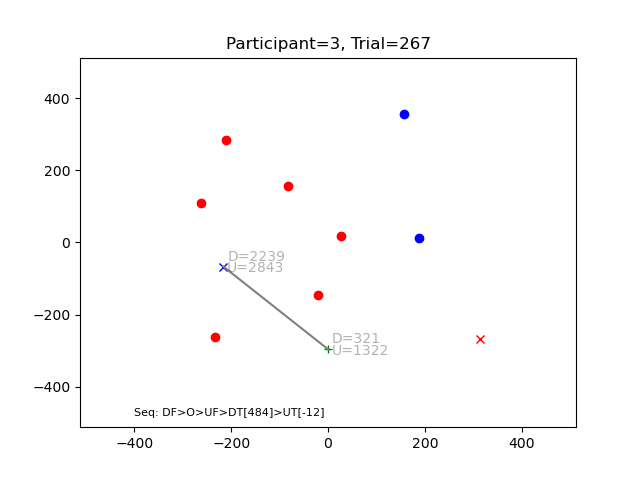 Participant=3, Trial=267
400
200
0
−200
−400
D=2239
U=2843
D=321
U=1322
Seq: DF>O>UF>DT[484]>UT[-12]
−400
−200
0
200
400